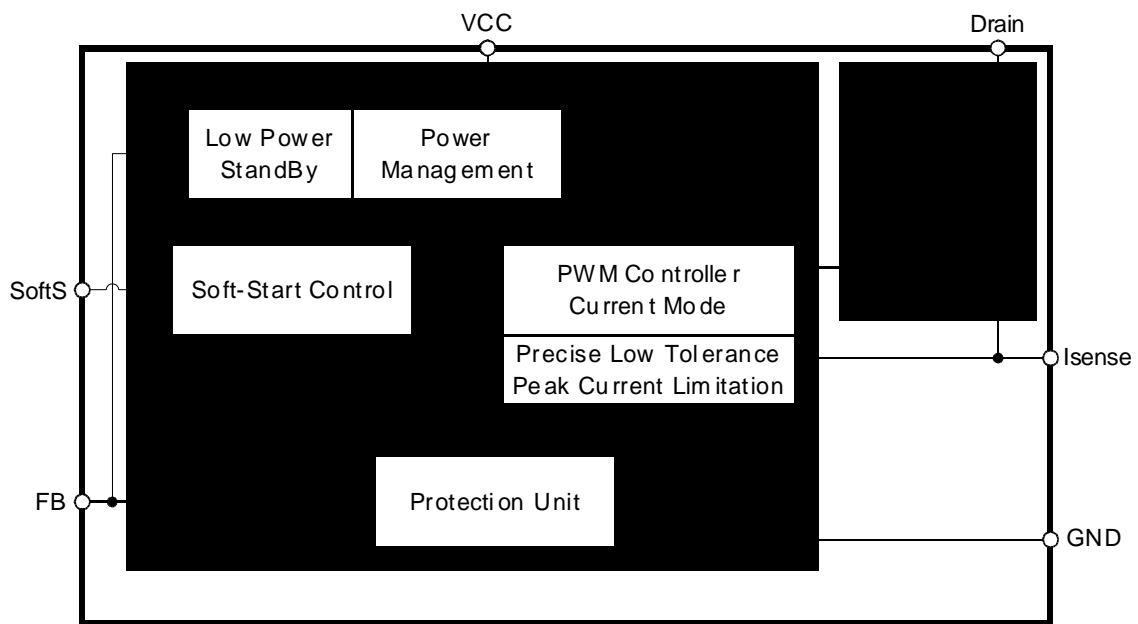 VCC
Drain
Low Power
StandBy
Power
Management
SoftS
Soft-Start Control
PWM Controller
Current Mode
Precise Low Tolerance
Peak Current Limitation
Isense
FB
Protection Unit
GND